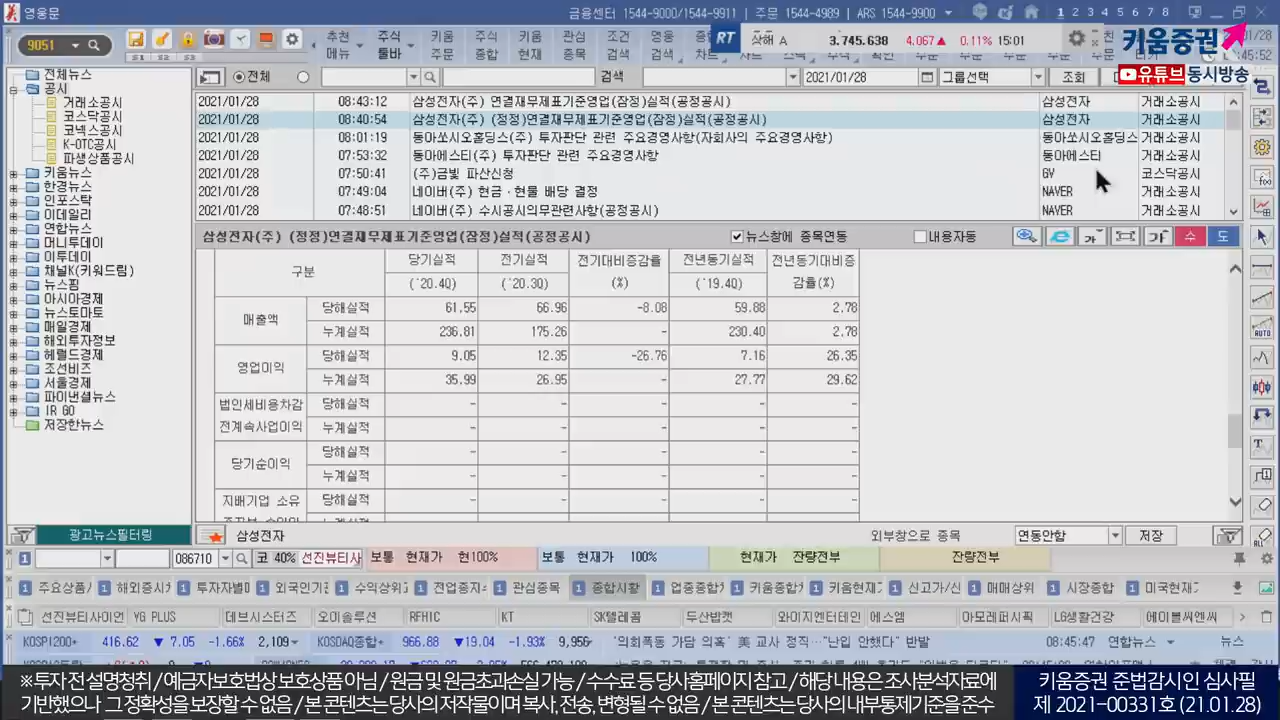 영웅문
금융센터 1544-9000/1544-9911 | 주문 1544-4989 | ARS 1544-9900
1 2 3 4 5 6 7 8
9051
추천 주식 키움 주식 키움 관심 조건
메뉴 툴바 주문 종합 현재 종목 검색 검색
RT 상해 A 3,745.638 4.067▲ 0.11% 15:01
키움증권
유튜브 동시방송
전체뉴스
공시
거래소공시
코스닥공시
코넥스공시
K-OTC공시
파생상품공시
키움뉴스
한경뉴스
인포스탁
이데일리
연합뉴스
머니투데이
이투데이
채널K(키워드림)
뉴스핌
아시아경제
뉴스토마토
매일경제
해외투자정보
헤럴드경제
조선비즈
서울경제
파이낸셜뉴스
IR GO
저장한뉴스
광고뉴스필터링
전체 검색 2021/01/28 그룹선택 조회
2021/01/28 08:43:12 삼성전자(주) 연결재무제표기준영업(잠정)실적(공정공시) 삼성전자 거래소공시
2021/01/28 08:40:54 삼성전자(주) (정정)연결재무제표기준영업(잠정)실적(공정공시) 삼성전자 거래소공시
2021/01/28 08:01:19 동아쏘시오홀딩스(주) 투자판단 관련 주요경영사항(자회사의 주요경영사항) 동아쏘시오홀딩스 거래소공시
2021/01/28 07:53:32 동아에스티(주) 투자판단 관련 주요경영사항 동아에스티 거래소공시
2021/01/28 07:50:41 (주)금빛 파산신청 GV 코스닥공시
2021/01/28 07:49:04 네이버(주) 현금·현물 배당 결정 NAVER 거래소공시
2021/01/28 07:48:51 네이버(주) 수시공시의무관련사항(공정공시) NAVER 거래소공시
삼성전자(주) (정정)연결재무제표기준영업(잠정)실적(공정공시) 뉴스창에 종목연동 내용자동 가 가 수 도
구분 당기실적 전기실적 전기대비증감율 전년동기실적 전년동기대비증
('20.4Q) ('20.3Q) (%) ('19.4Q) 감율(%)
매출액 당해실적 61.55 66.96 -8.08 59.88 2.78
누계실적 236.81 175.26 - 230.40 2.78
영업이익 당해실적 9.05 12.35 -26.76 7.16 26.35
누계실적 35.99 26.95 - 27.77 29.62
법인세비용차감 당해실적 - - - - -
전계속사업이익 누계실적 - - - - -
당기순이익 당해실적 - - - - -
누계실적 - - - - -
지배기업 소유 당해실적 - - - - -
삼성전자 외부창으로 종목 연동안함 저장
AUTO
ALL
1 086710 코 40% 선진뷰티사 보통 현재가 현100% 보통 현재가 100% 현재가 잔량전부 잔량전부
1 주요상품 1 해외증시 1 투자자별 1 외국인기 1 수익상위 1 전업종지 1 관심종목 1 종합시황 1 업종종합 1 키움종합 1 키움현재 1 신고가/신 1 매매상위 1 시장종합 1 미국현재
선진뷰티사이언 YG PLUS 데브시스터즈 오이솔루션 RFHIC KT SK텔레콤 두산밥캣 와이지엔터테인 에스엠 아모레퍼시픽 LG생활건강 에이블씨엔씨
KOSPI200 416.62 ▼ 7.05 -1.66% 2,109 KOSDAQ종합 966.88 ▼19.04 -1.93% 9,956 '의회폭동 가담 의혹' 美 교사 정직…"난입 안했다" 반발 08:45:47 연합뉴스 뉴스
※ 투자 전 설명청취 / 예금자보호법상 보호상품 아님 / 원금 및 원금초과손실 가능 / 수수료 등 당사홈페이지 참고 / 해당 내용은 조사분석자료에
기반했으나 그 정확성을 보장할 수 없음 / 본 콘텐츠는 당사의 저작물이며 복사, 전송, 변형될 수 없음 / 본 콘텐츠는 당사의 내부통제기준을 준수
키움증권 준법감시인 심사필
제 2021-00331호 (21.01.28)